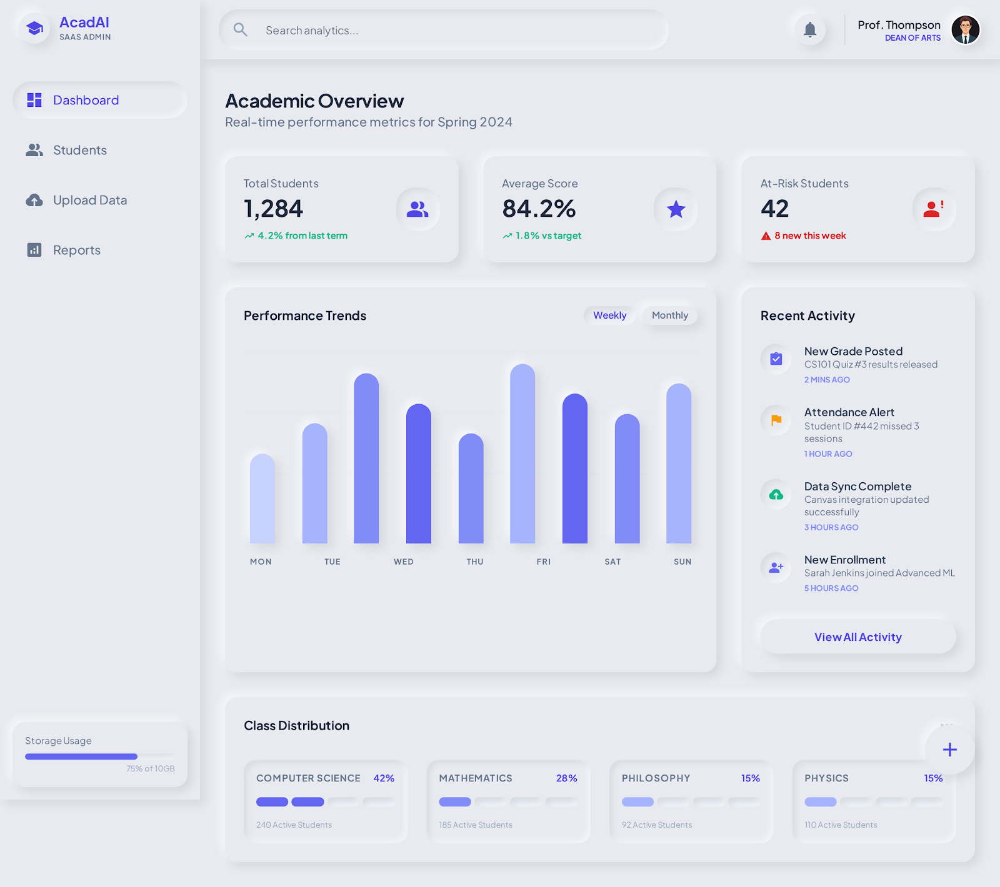 AcadAI
SAAS ADMIN
Search analytics...
Prof. Thompson
DEAN OF ARTS
Dashboard
Students
Upload Data
Reports
Storage Usage
75% of 10GB
Academic Overview
Real-time performance metrics for Spring 2024
Total Students
1,284
4.2% from last term
Average Score
84.2%
1.8% vs target
At-Risk Students
42
8 new this week
Performance Trends
Weekly
Monthly
MON TUE WED THU FRI SAT SUN
Recent Activity
New Grade Posted
CS101 Quiz #3 results released
2 MINS AGO
Attendance Alert
Student ID #442 missed 3
sessions
1 HOUR AGO
Data Sync Complete
Canvas integration updated
successfully
3 HOURS AGO
New Enrollment
Sarah Jenkins joined Advanced ML
5 HOURS AGO
View All Activity
Class Distribution
COMPUTER SCIENCE 42%
240 Active Students
MATHEMATICS 28%
185 Active Students
PHILOSOPHY 15%
92 Active Students
PHYSICS 15%
110 Active Students